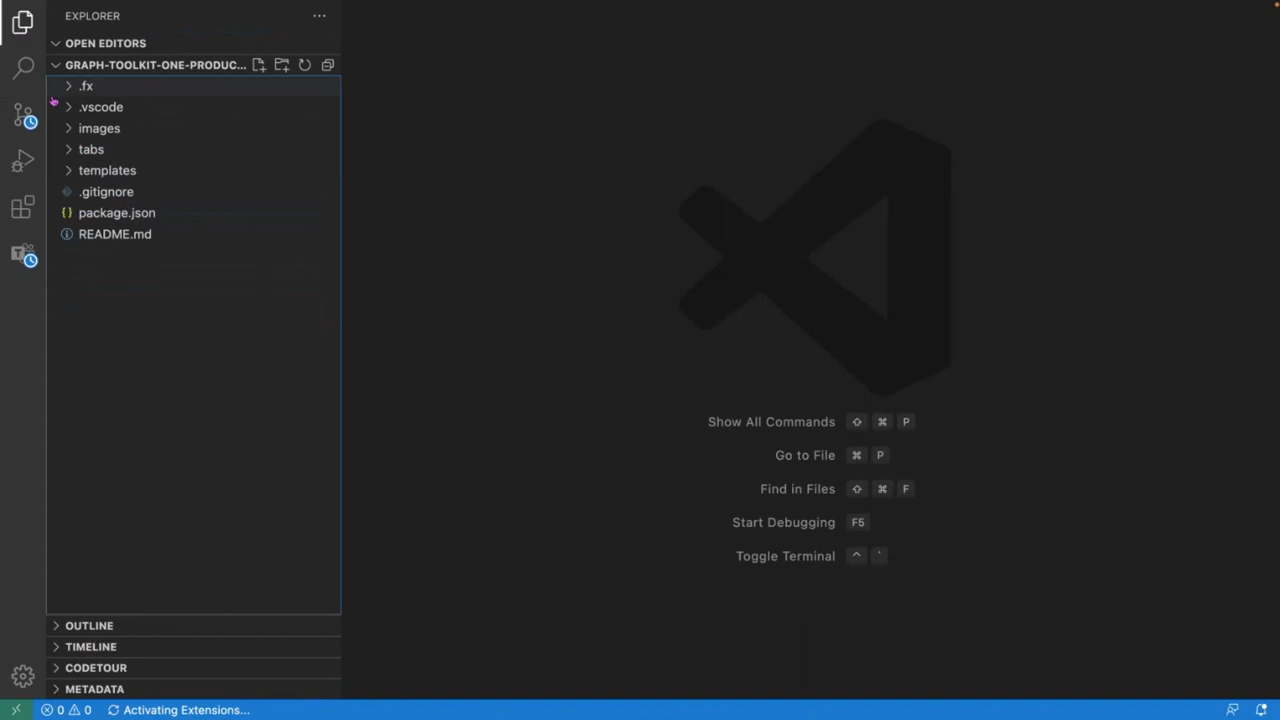 EXPLORER
OPEN EDITORS
GRAPH-TOOLKIT-ONE-PRODUC...
.fx
.vscode
images
tabs
templates
.gitignore
{ } package.json
README.md
OUTLINE
TIMELINE
CODETOUR
METADATA
Show All Commands ⇧ ⌘ P
Go to File ⌘ P
Find in Files ⇧ ⌘ F
Start Debugging F5
Toggle Terminal ^ `
0 0 Activating Extensions...